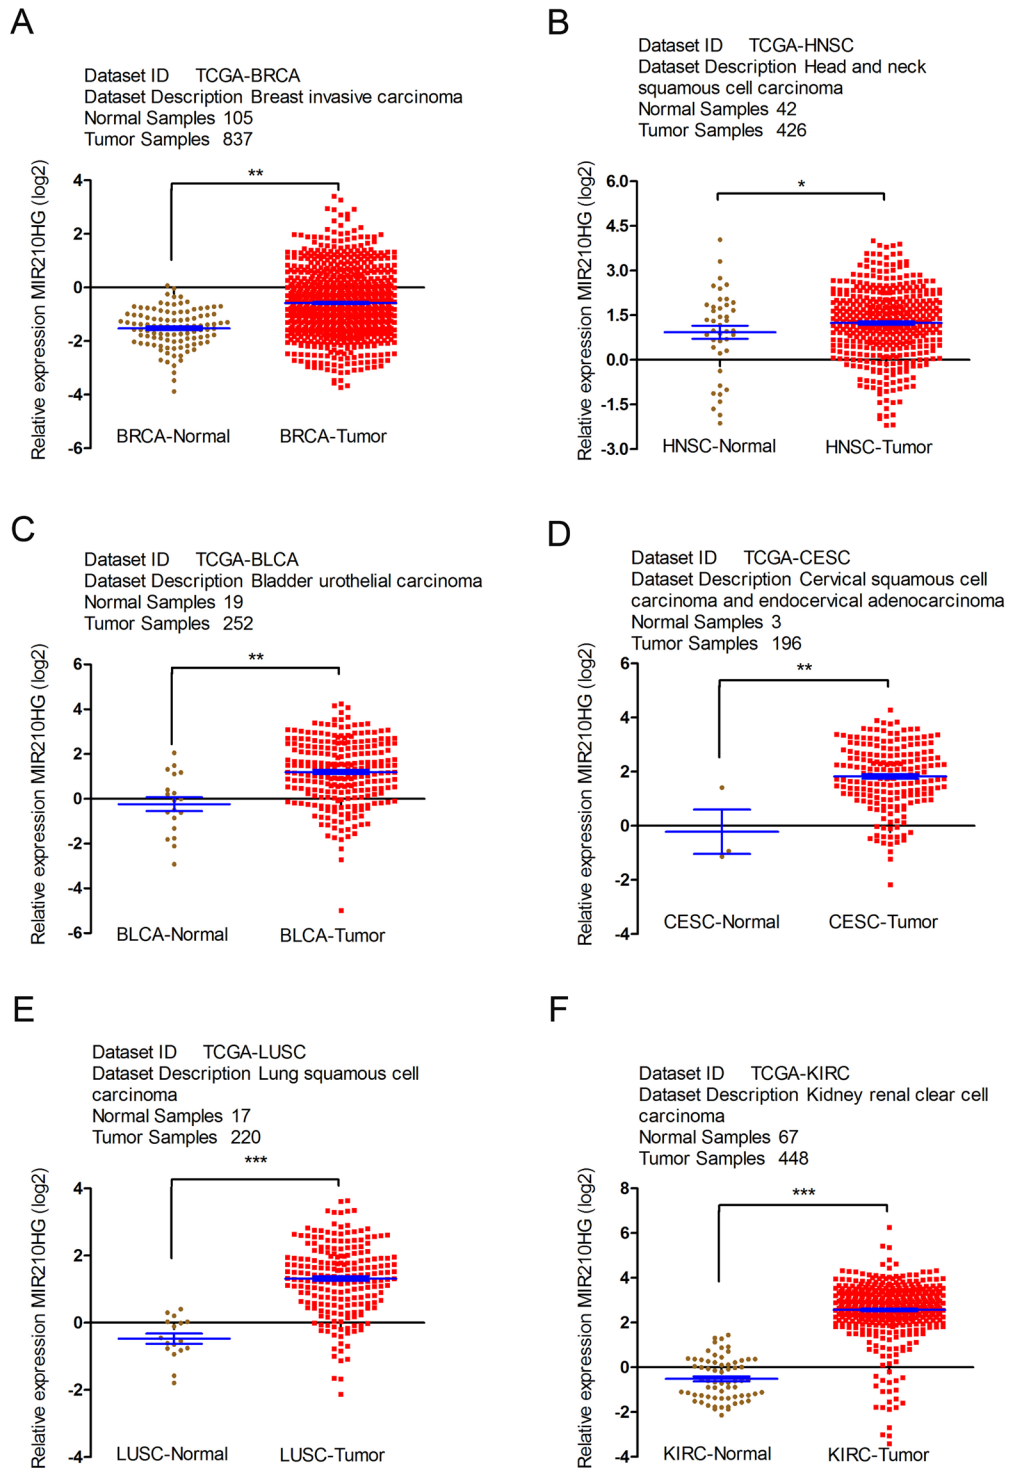 A
Dataset ID TCGA-BRCA
Dataset Description Breast invasive carcinoma
Normal Samples 105
Tumor Samples 837
Relative expression MIR210HG (log2)
**
4
2
0
-2
-4
-6
BRCA-Normal
BRCA-Tumor
B
Dataset ID TCGA-HNSC
Dataset Description Head and neck
squamous cell carcinoma
Normal Samples 42
Tumor Samples 426
Relative expression MIR210HG (log2)
*
6.0
4.5
3.0
1.5
0.0
-1.5
-3.0
HNSC-Normal
HNSC-Tumor
C
Dataset ID TCGA-BLCA
Dataset Description Bladder urothelial carcinoma
Normal Samples 19
Tumor Samples 252
Relative expression MIR210HG (log2)
**
6
4
2
0
-2
-4
-6
BLCA-Normal
BLCA-Tumor
D
Dataset ID TCGA-CESC
Dataset Description Cervical squamous cell
carcinoma and endocervical adenocarcinoma
Normal Samples 3
Tumor Samples 196
Relative expression MIR210HG (log2)
**
6
4
2
0
-2
-4
CESC-Normal
CESC-Tumor
E
Dataset ID TCGA-LUSC
Dataset Description Lung squamous cell
carcinoma
Normal Samples 17
Tumor Samples 220
Relative expression MIR210HG (log2)
***
4
2
0
-2
-4
LUSC-Normal
LUSC-Tumor
F
Dataset ID TCGA-KIRC
Dataset Description Kidney renal clear cell
carcinoma
Normal Samples 67
Tumor Samples 448
Relative expression MIR210HG (log2)
***
8
6
4
2
0
-2
-4
KIRC-Normal
KIRC-Tumor